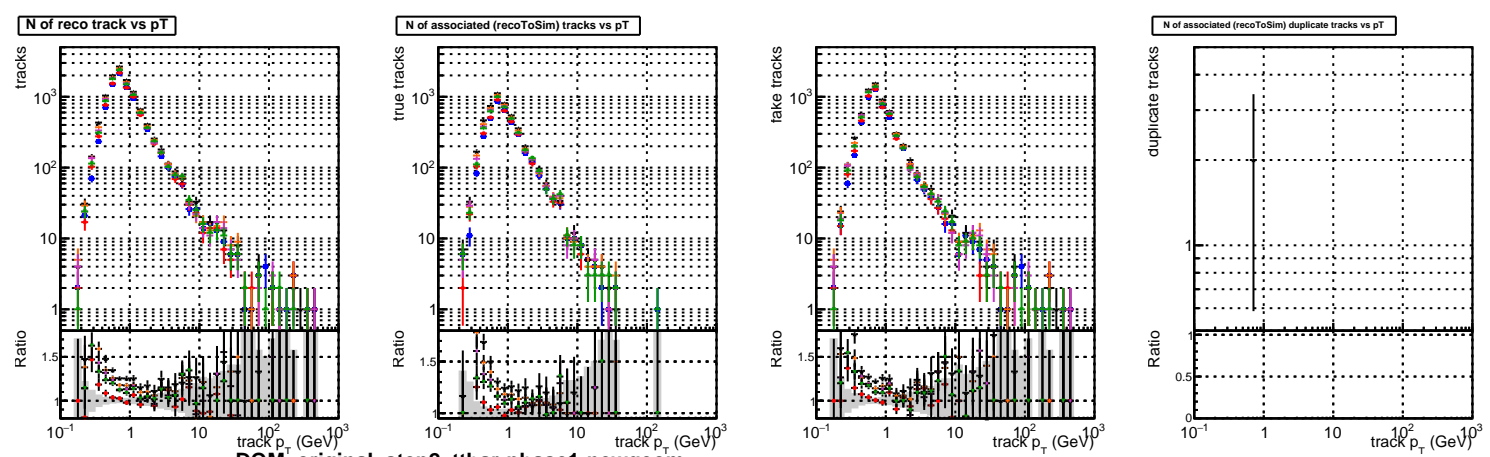 N of reco track vs pT
N of associated (recoToSim) tracks vs pT
N of associated (recoToSim) duplicate tracks vs pT
tracks
10³
10²
10
1
Ratio
1.5
1
10⁻¹ 1 10 10² 10³
track p_T (GeV)
true tracks
10³
10²
10
1
Ratio
1.5
1
10⁻¹ 1 10 10² 10³
track p_T (GeV)
fake tracks
10³
10²
10
1
Ratio
1.5
1
10⁻¹ 1 10 10² 10³
track p_T (GeV)
duplicate tracks
1
Ratio
1
0.5
0
10⁻¹ 1 10 10² 10³
track p_T (GeV)